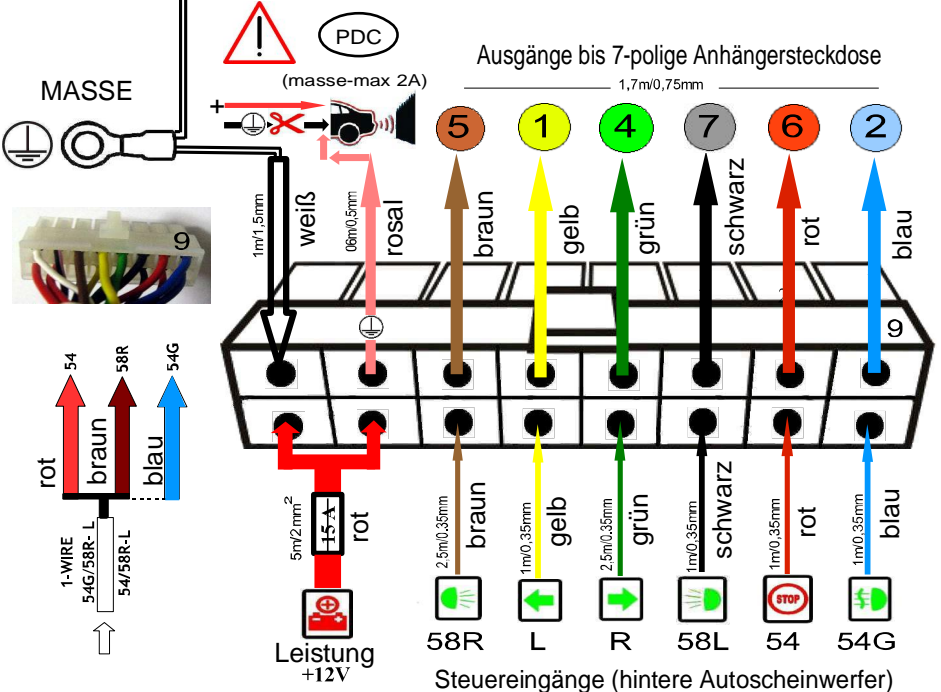 PDC
Ausgänge bis 7-polige Anhängersteckdose
1,7m/0,75mm
MASSE
(masse-max 2A)
+
5
1
4
7
6
2
1m/1,5mm
weiß
06m/0,5mm
rosal
braun
gelb
grün
schwarz
rot
blau
9
9
54
58R
54G
rot
braun
blau
1-WIRE
54G/58R- L
54/58R-L
5m/2mm²
15 A
rot
2,5m/0.35mm
braun
1m/0,35mm
gelb
2,5m/0.35mm
grün
1m/0,35mm
schwarz
1m/0,35mm
rot
1m/0,35mm
blau
STOP
58R
L
R
58L
54
54G
Leistung
+12V
Steuereingänge (hintere Autoscheinwerfer)